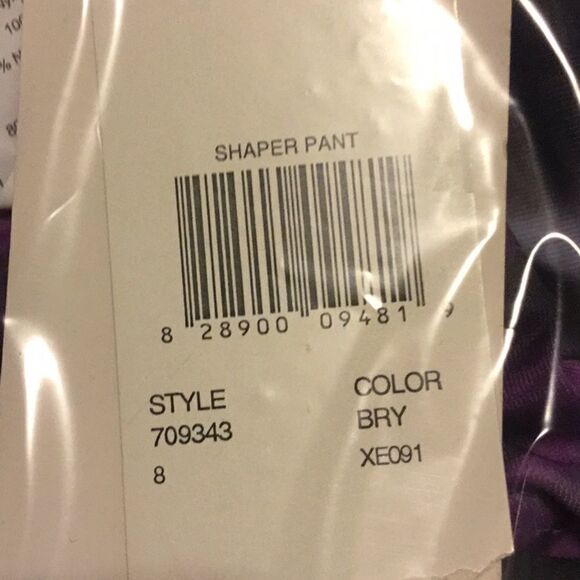 SHAPER PANT
8 28900 09481 9
STYLE
709343
8
COLOR
BRY
XE091